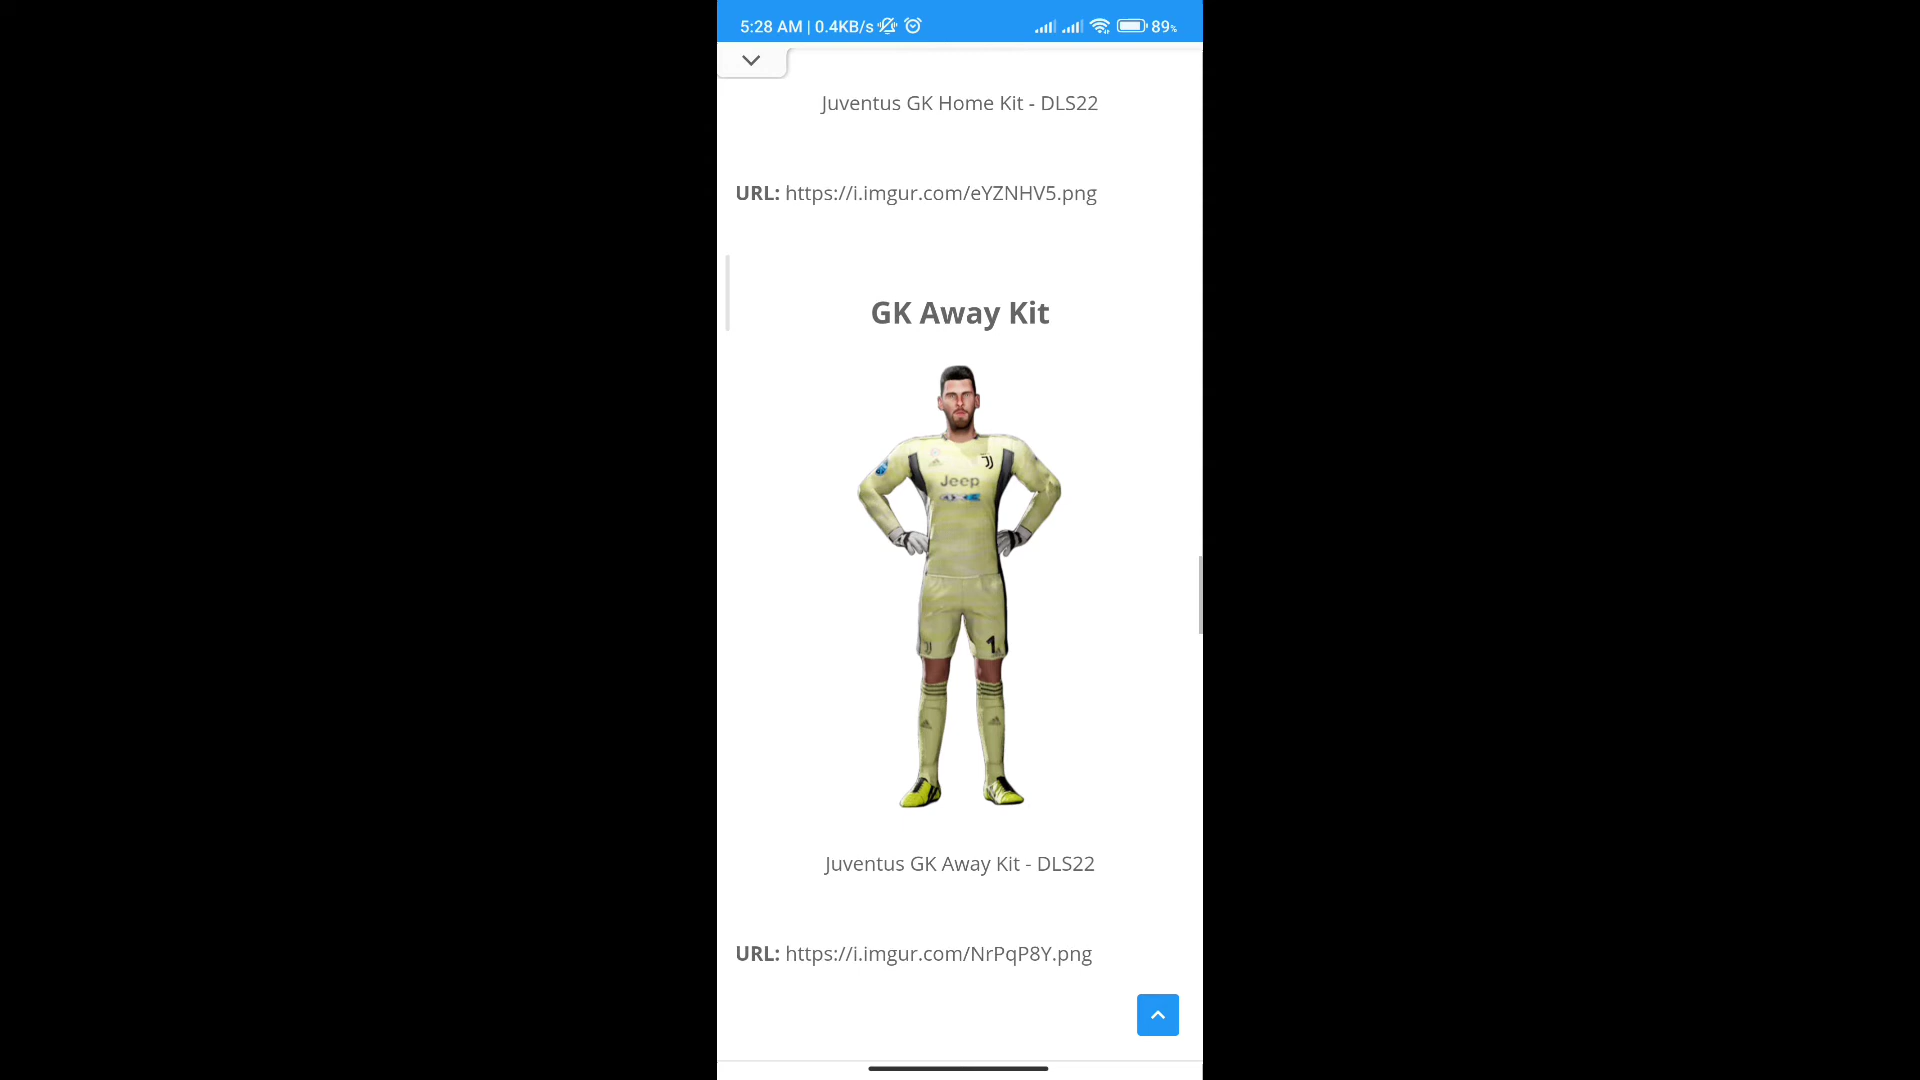 5:28 AM | 0.4KB/s 89%
Juventus GK Home Kit - DLS22
URL: https://i.imgur.com/eYZNHV5.png
GK Away Kit
Jeep
1
Juventus GK Away Kit - DLS22
URL: https://i.imgur.com/NrPqP8Y.png